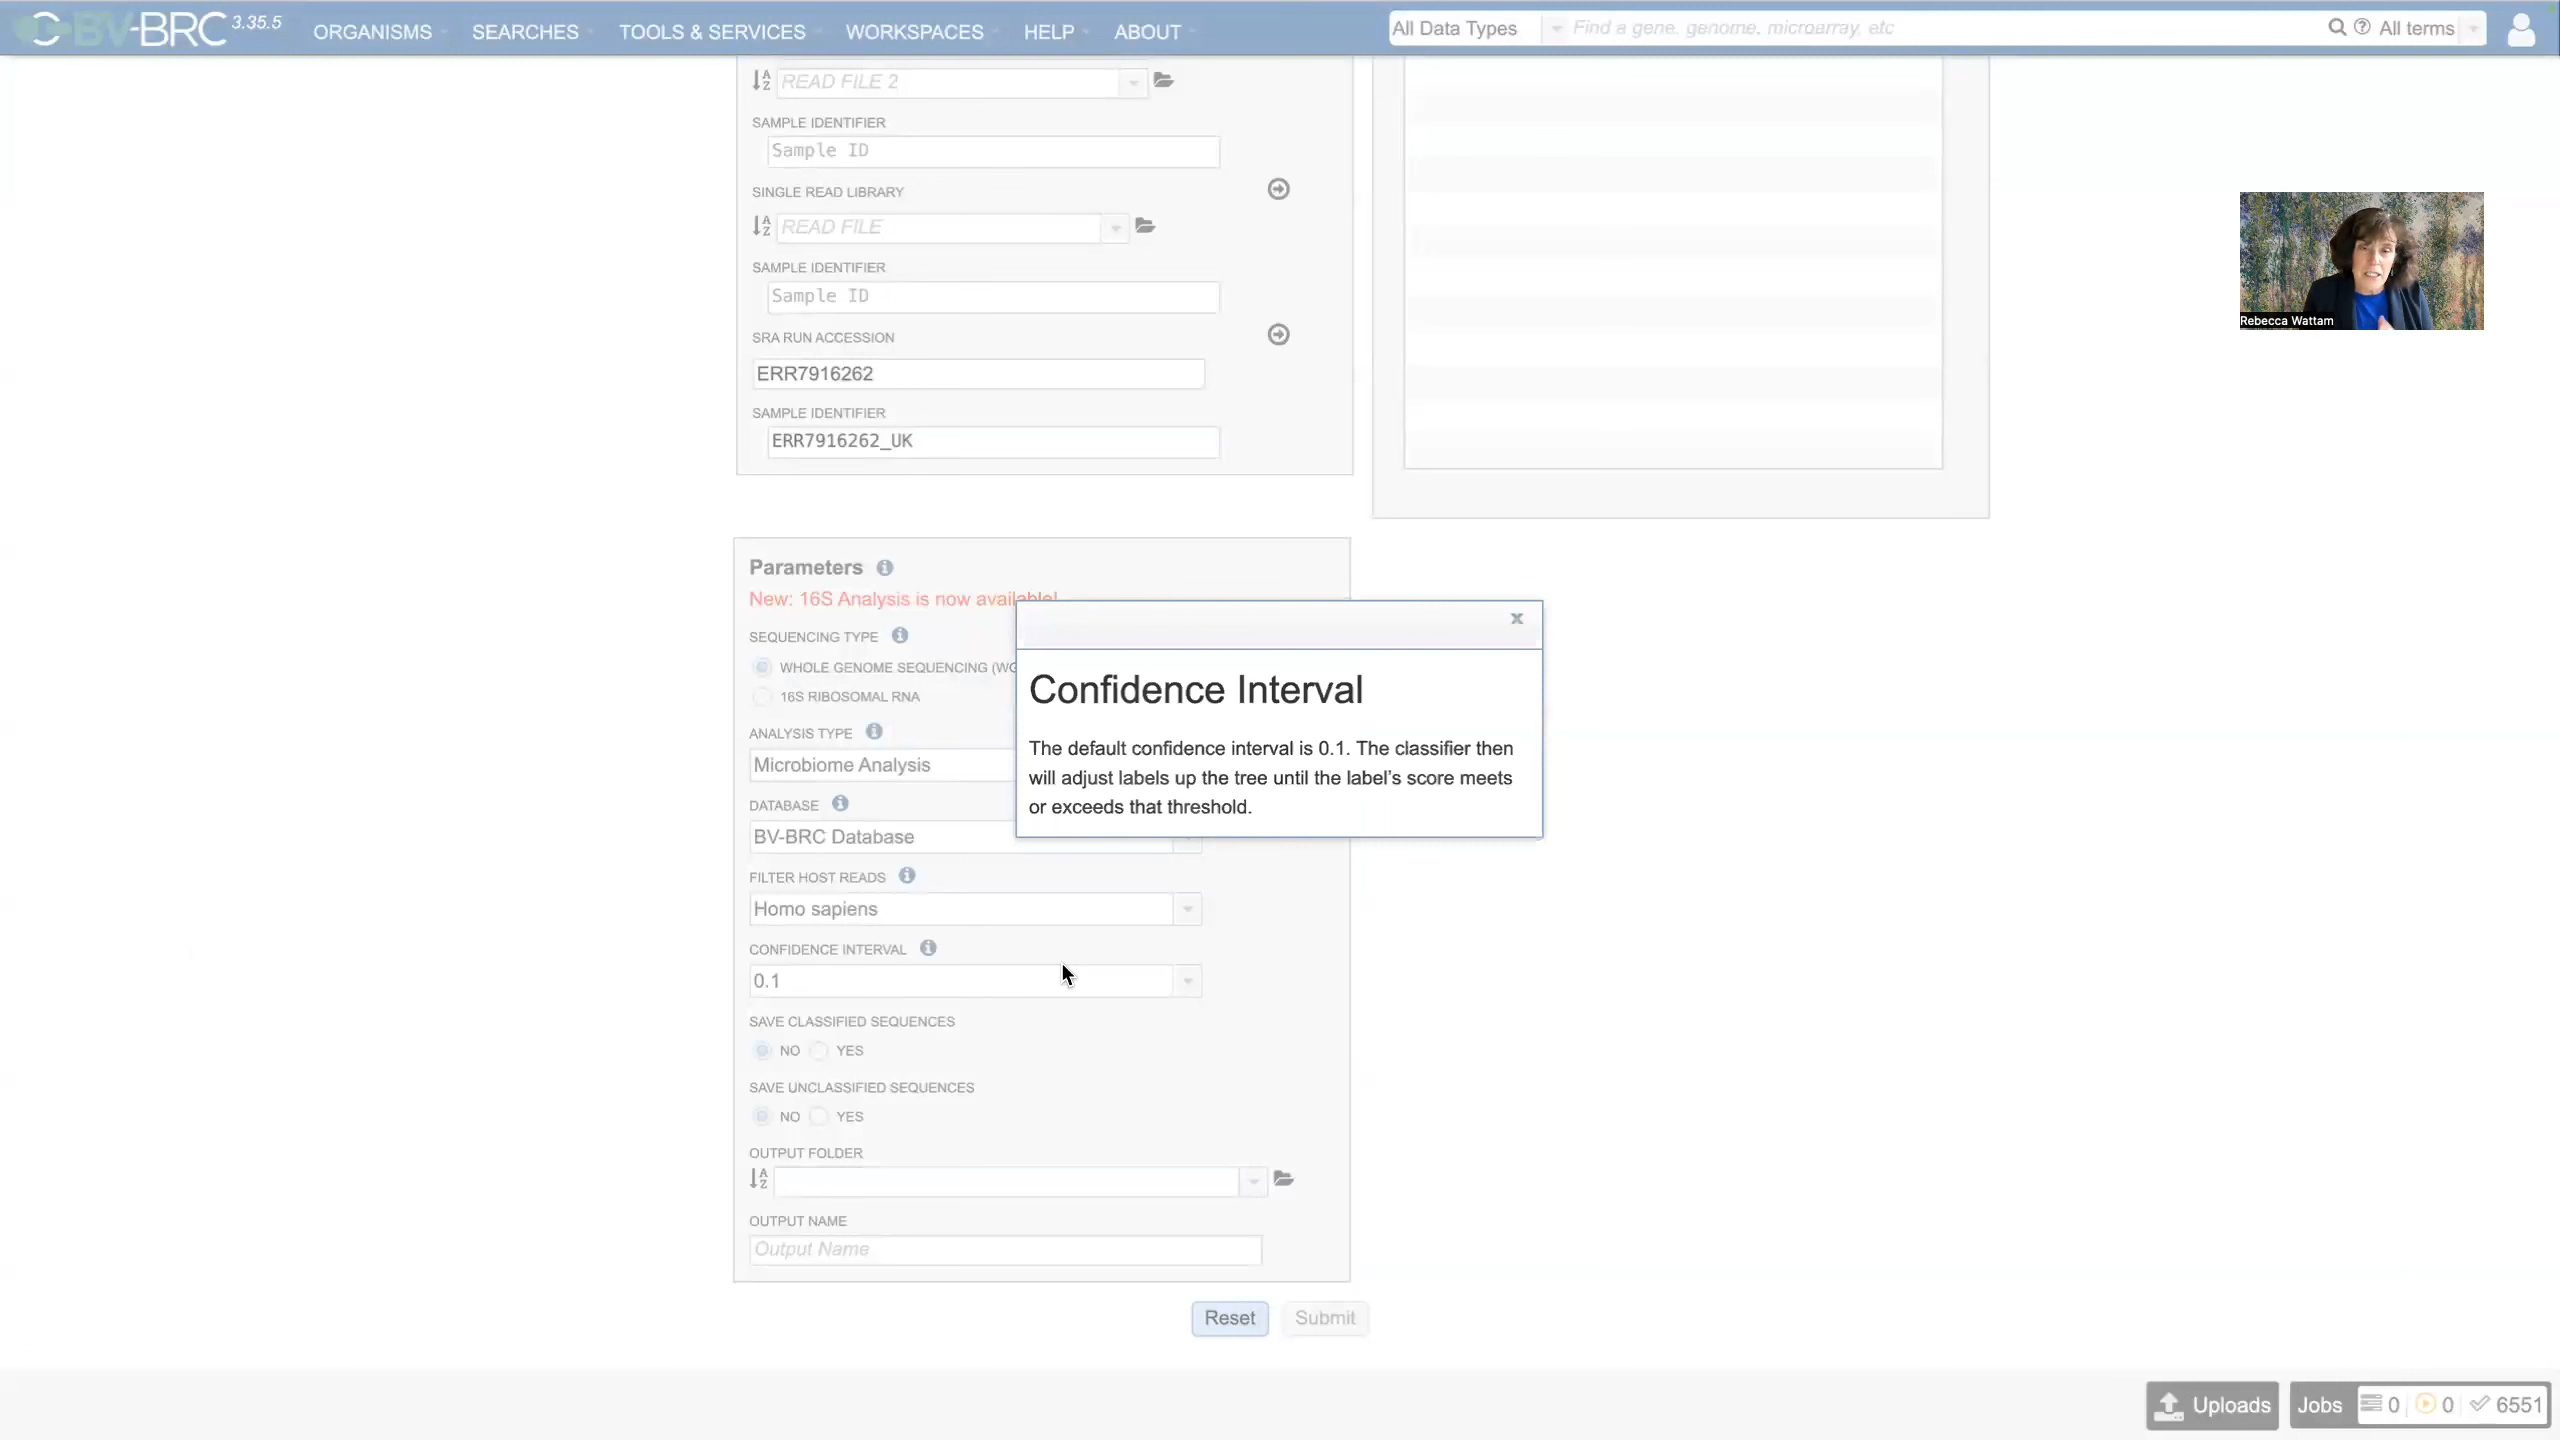 BV-BRC 3.35.5
ORGANISMS SEARCHES TOOLS & SERVICES WORKSPACES HELP ABOUT All Data Types Find a gene, genome, microarray, etc All terms
READ FILE 2
SAMPLE IDENTIFIER
Sample ID
SINGLE READ LIBRARY
READ FILE
SAMPLE IDENTIFIER
Sample ID
SRA RUN ACCESSION
ERR7916262
SAMPLE IDENTIFIER
ERR7916262_UK
Rebecca Wattam
Parameters
New: 16S Analysis is now available!
SEQUENCING TYPE
WHOLE GENOME SEQUENCING (WG
16S RIBOSOMAL RNA
ANALYSIS TYPE
Microbiome Analysis
DATABASE
BV-BRC Database
FILTER HOST READS
Homo sapiens
CONFIDENCE INTERVAL
0.1
SAVE CLASSIFIED SEQUENCES
NO YES
SAVE UNCLASSIFIED SEQUENCES
NO YES
OUTPUT FOLDER
OUTPUT NAME
Output Name
x
Confidence Interval
The default confidence interval is 0.1. The classifier then
will adjust labels up the tree until the label's score meets
or exceeds that threshold.
Reset Submit
Uploads Jobs 0 0 6551